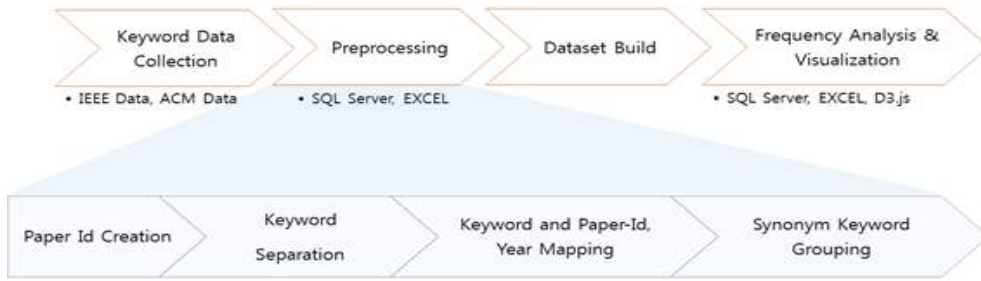 Keyword Data
Collection
Preprocessing
Dataset Build
Frequency Analysis &
Visualization
• IEEE Data, ACM Data
• SQL Server, EXCEL
• SQL Server, EXCEL, D3.js
Paper Id Creation
Keyword
Separation
Keyword and Paper-Id,
Year Mapping
Synonym Keyword
Grouping